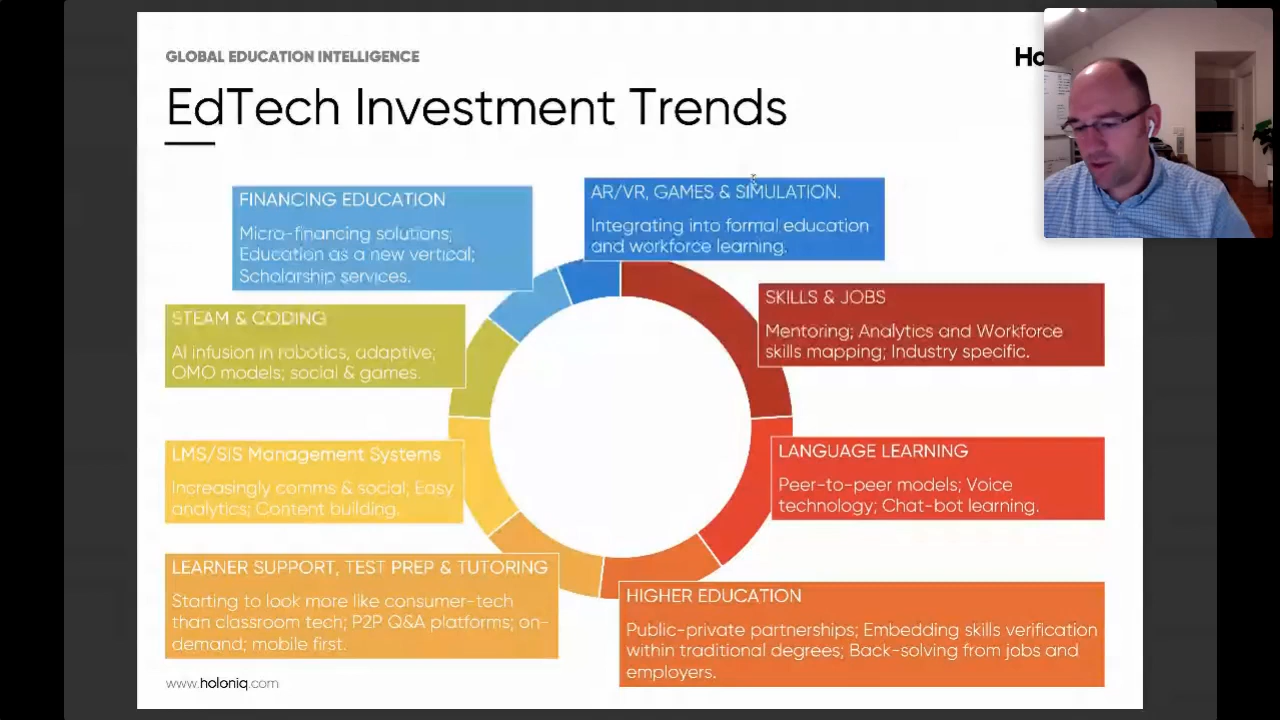 GLOBAL EDUCATION INTELLIGENCE
EdTech Investment Trends
FINANCING EDUCATION
Micro-financing solutions;
Education as a new vertical;
Scholarship services.
AR/VR, GAMES & SIMULATION.
Integrating into formal education
and workforce learning.
STEAM & CODING
AI infusion in robotics, adaptive;
OMO models; social & games.
SKILLS & JOBS
Mentoring; Analytics and Workforce
skills mapping; Industry specific.
LMS/SIS Management Systems
Increasingly comms & social; Easy
analytics; Content building.
LANGUAGE LEARNING
Peer-to-peer models; Voice
technology; Chat-bot learning.
LEARNER SUPPORT, TEST PREP & TUTORING
Starting to look more like consumer-tech
than classroom tech; P2P Q&A platforms; on-
demand; mobile first.
HIGHER EDUCATION
Public-private partnerships; Embedding skills verification
within traditional degrees; Back-solving from jobs and
employers.
www.holoniq.com